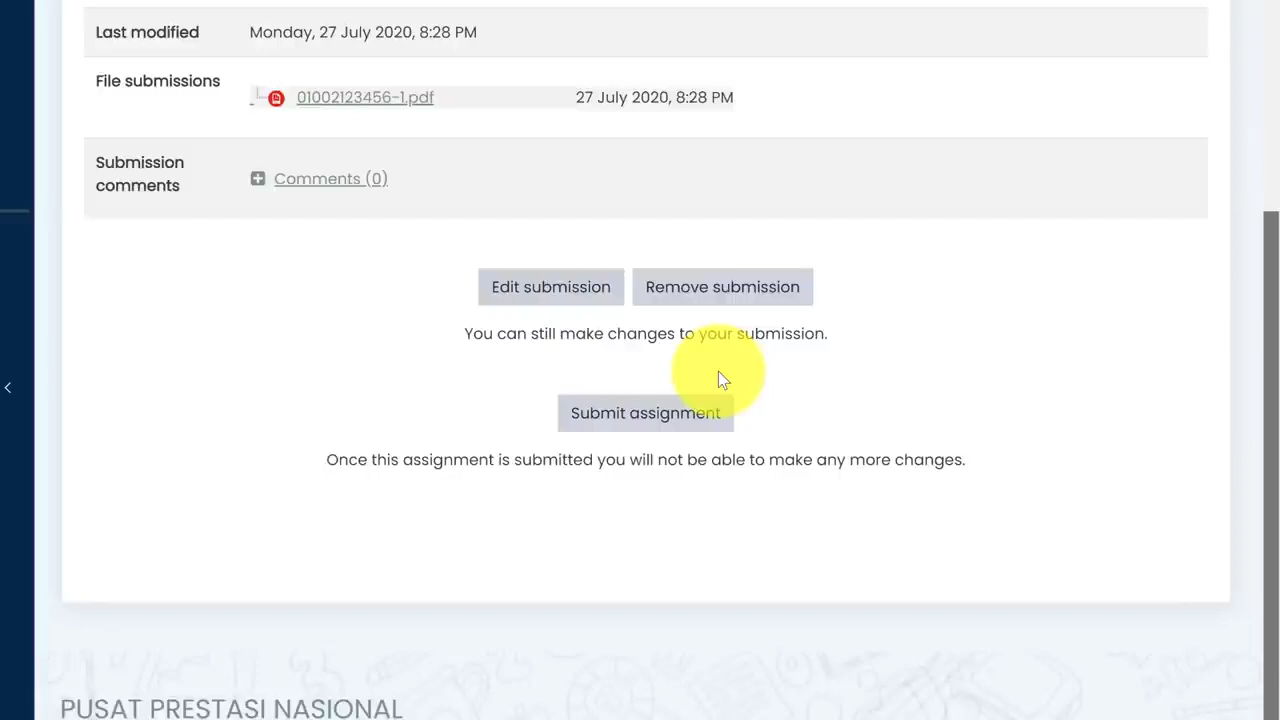 Last modified Monday, 27 July 2020, 8:28 PM
File submissions
01002123456-1.pdf 27 July 2020, 8:28 PM
Submission
comments
Comments (0)
Edit submission Remove submission
You can still make changes to your submission.
Submit assignment
Once this assignment is submitted you will not be able to make any more changes.
PUSAT PRESTASI NASIONAL